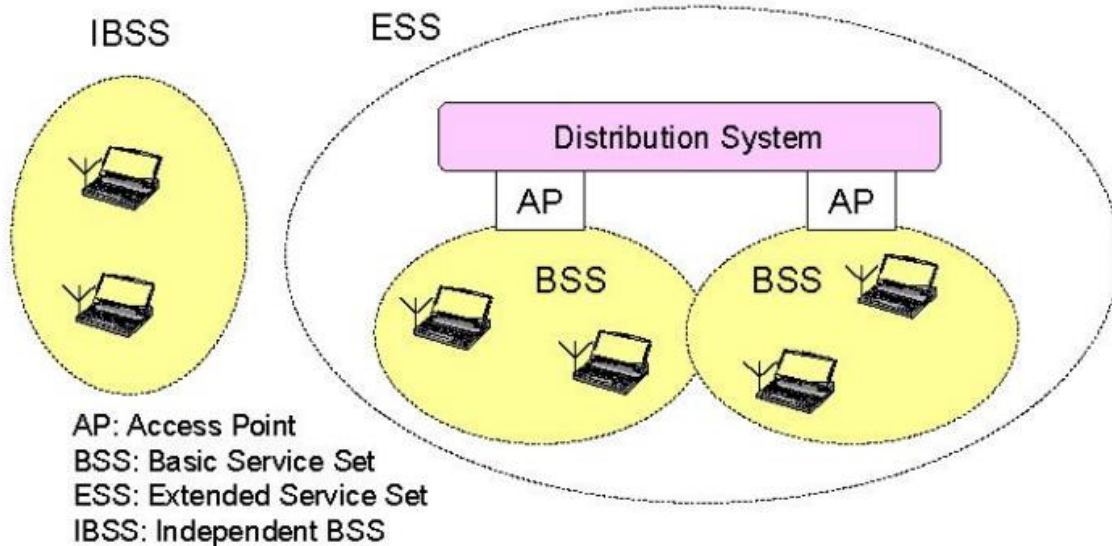 IBSS
ESS
Distribution System
AP
AP
BSS
BSS
AP: Access Point
BSS: Basic Service Set
ESS: Extended Service Set
IBSS: Independent BSS